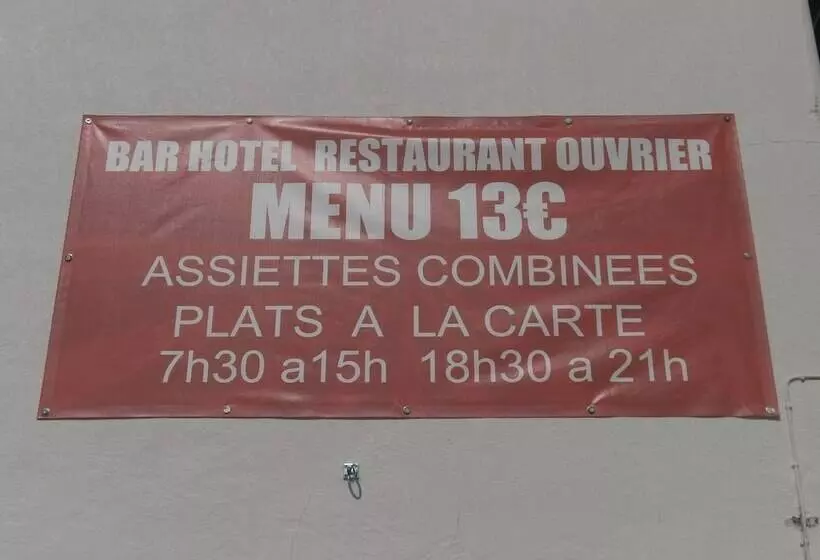 BAR HOTEL RESTAURANT OUVRIER
MENU 13€
ASSIETTES COMBINEES
PLATS A LA CARTE
7h30 a15h 18h30 a 21h